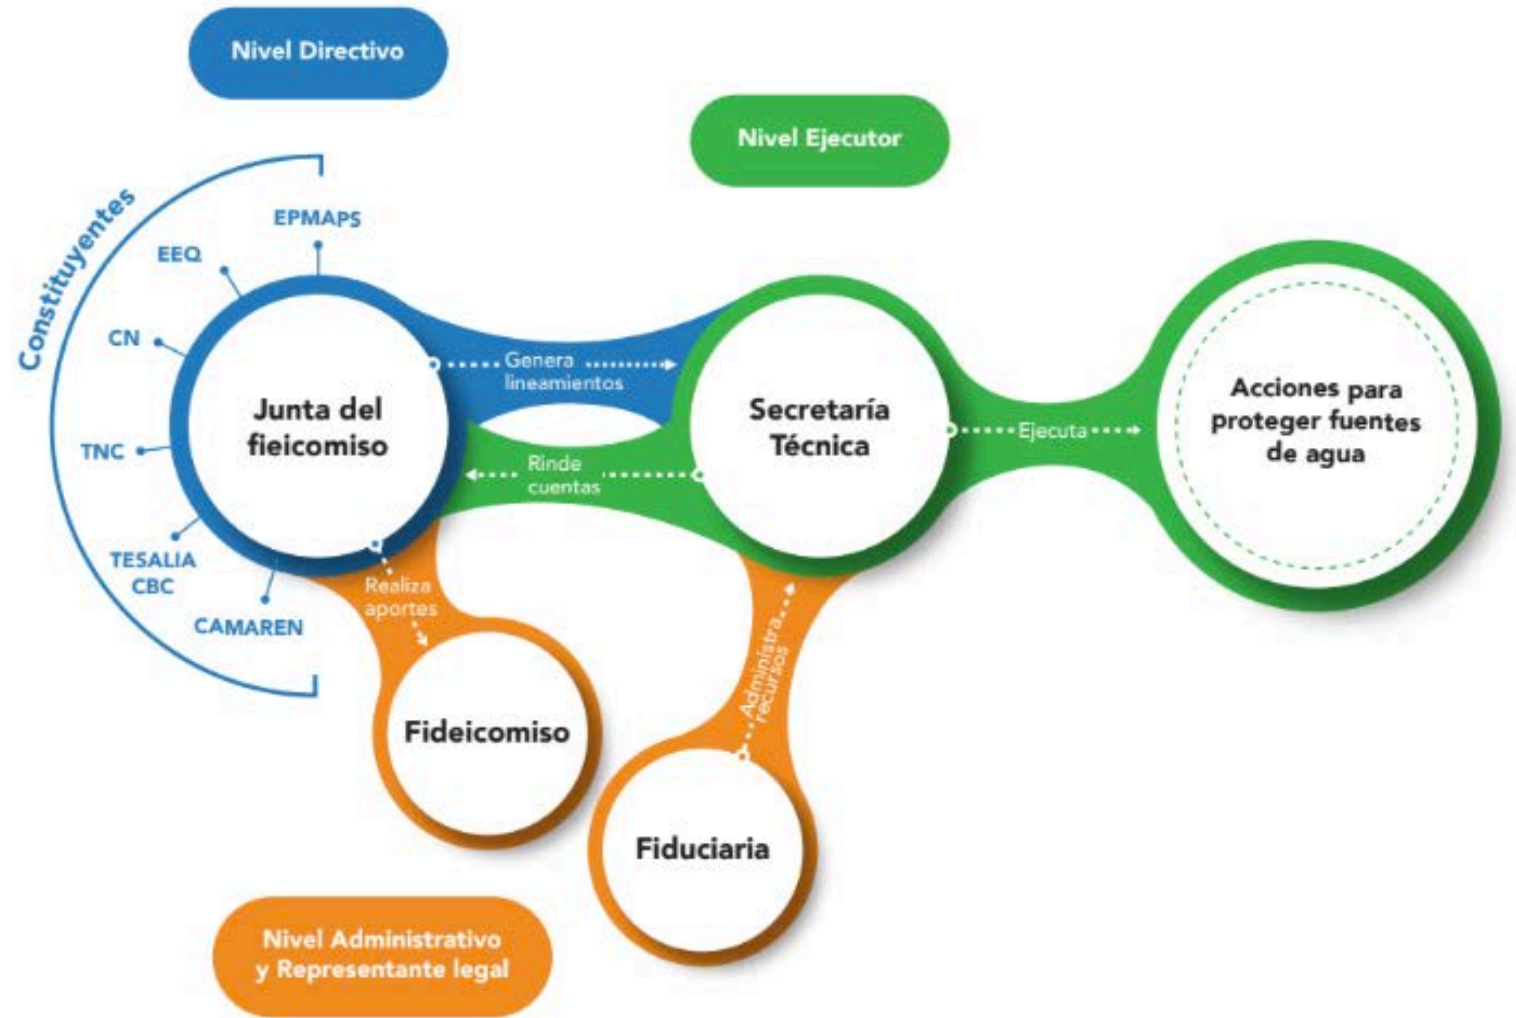 Nivel Directivo
Nivel Ejecutor
Constituyentes
EPMAPS
EEQ
CN
TNC
TESALIA
CBC
CAMAREN
Junta del
fieicomiso
Genera
lineamientos
Rinde
cuentas
Secretaría
Técnica
Ejecuta
Acciones para
proteger fuentes
de agua
Realiza
aportes
Fideicomiso
Administra
recursos
Fiduciaria
Nivel Administrativo
y Representante legal